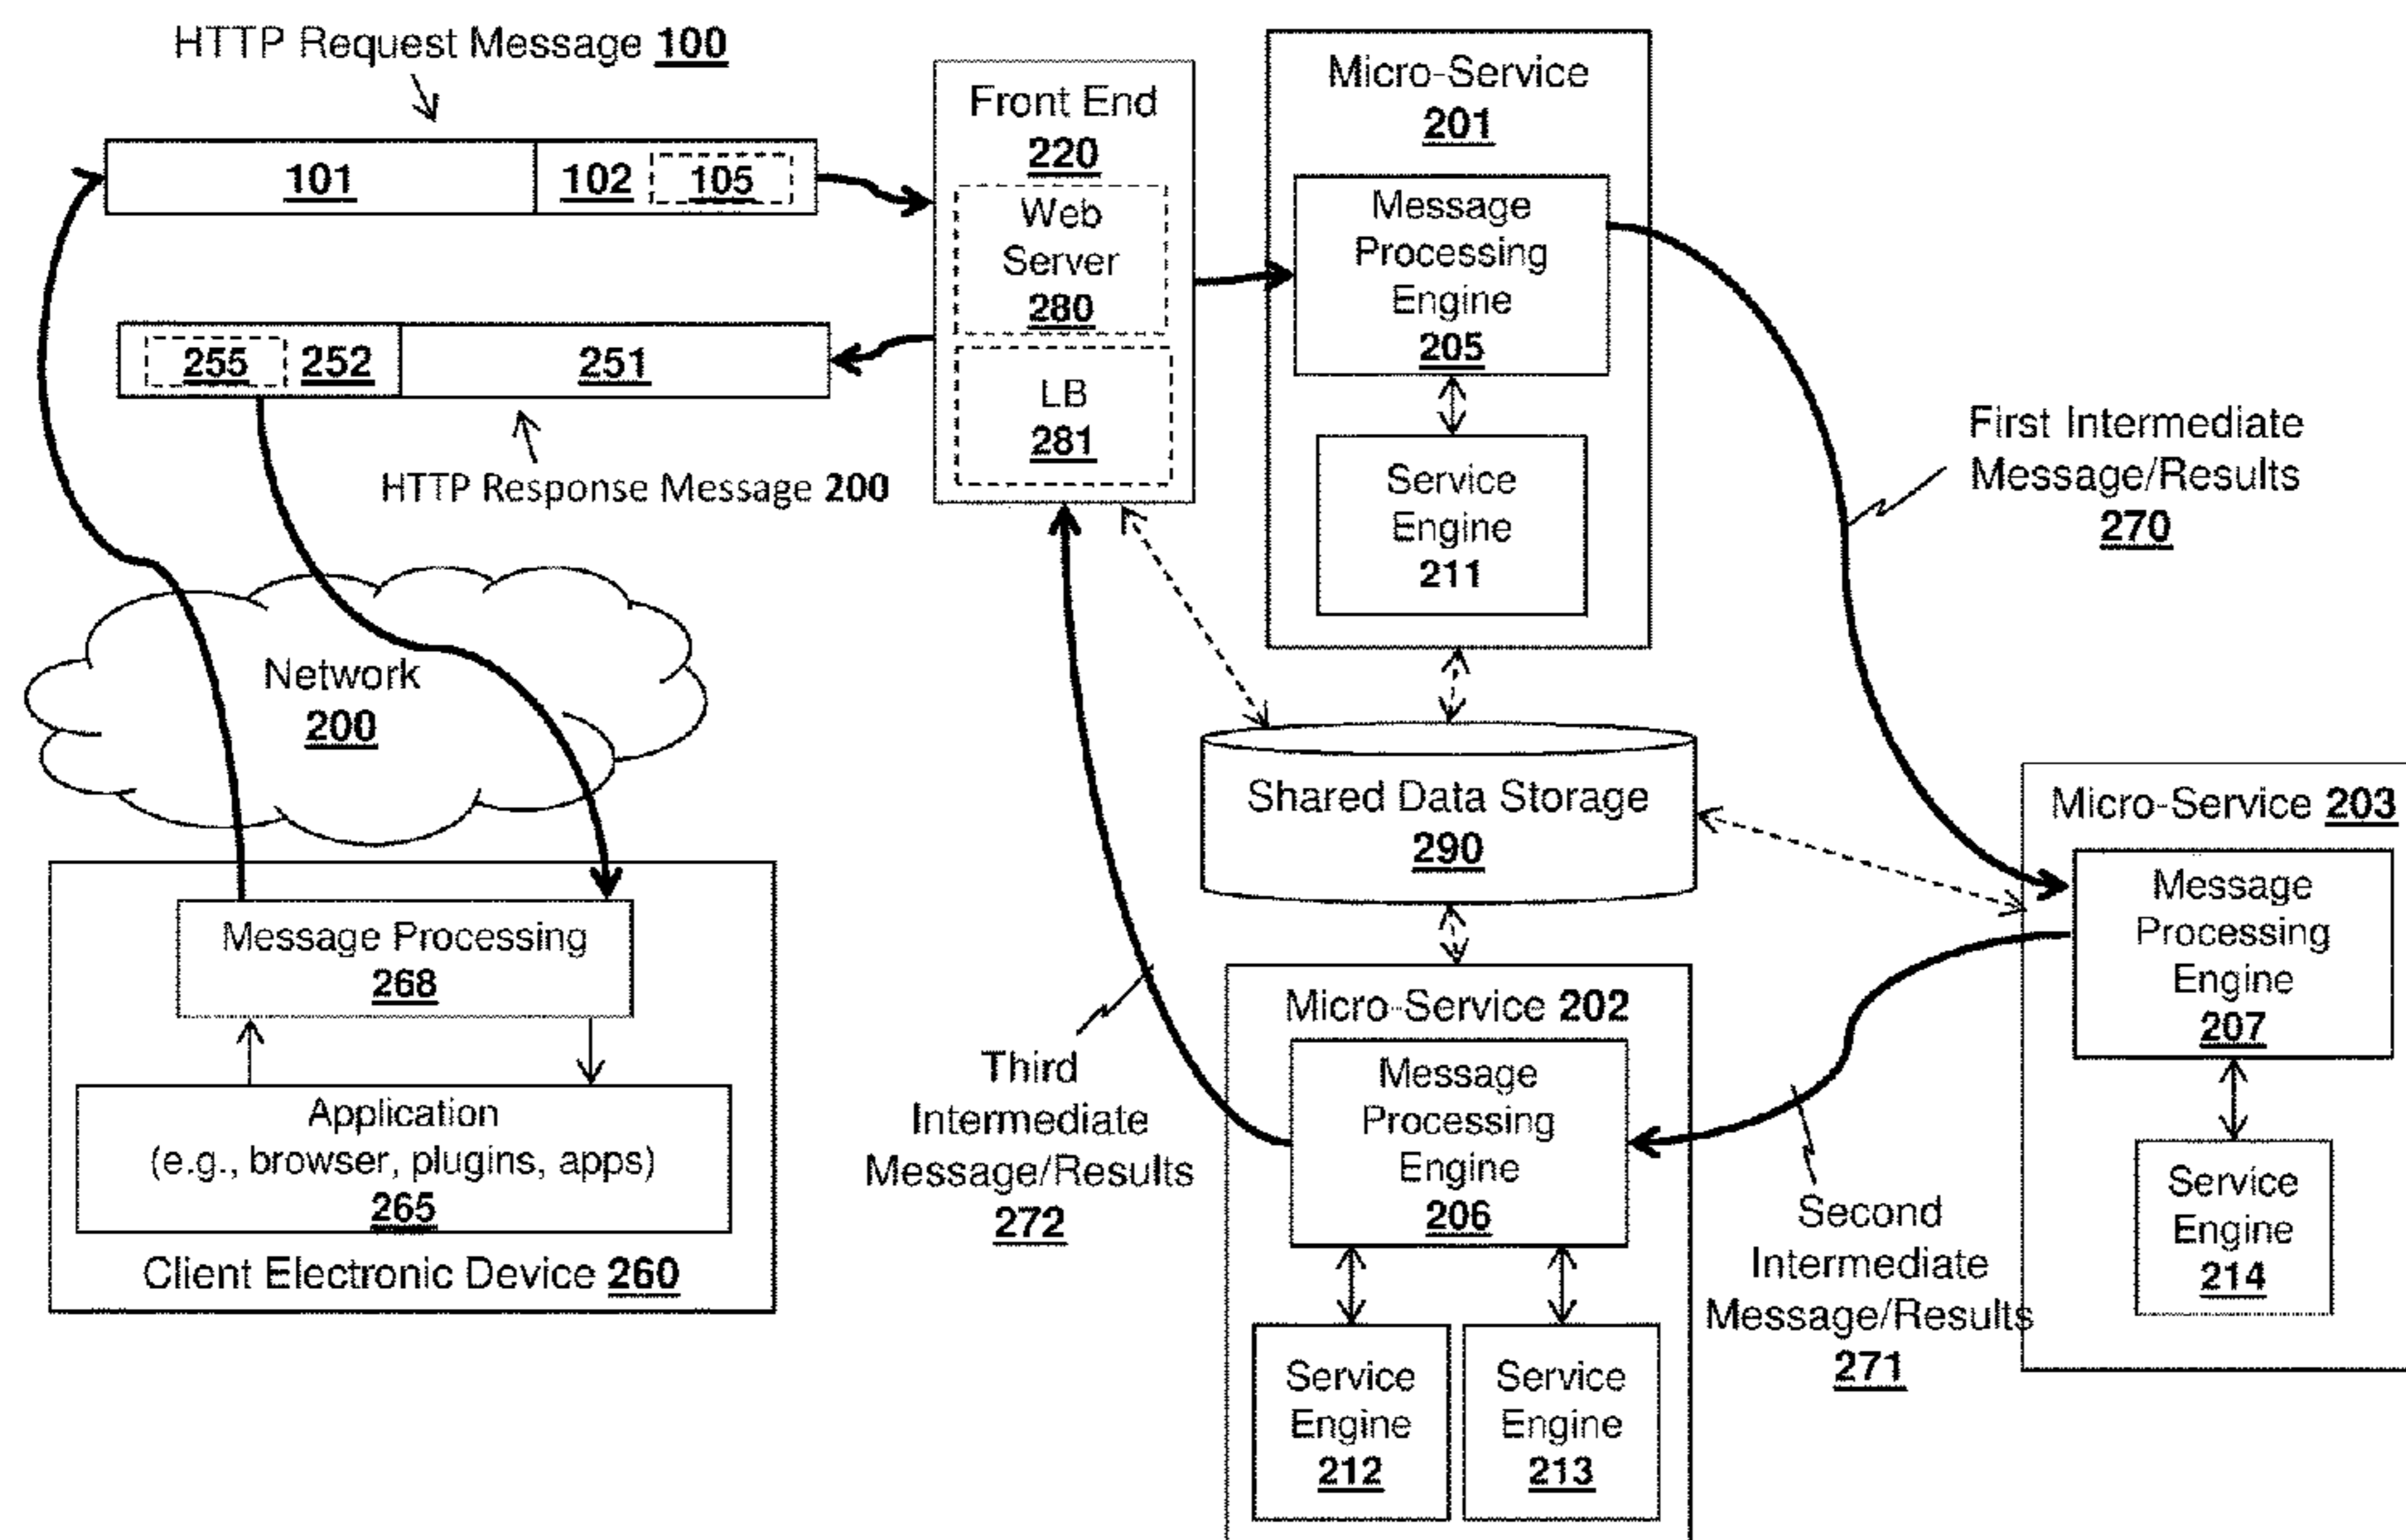 HTTP Request Message 100
101
102
105
255
252
251
HTTP Response Message 200
Network
200
Message Processing
268
Application
(e.g., browser, plugins, apps)
265
Client Electronic Device 260
Front End
220
Web
Server
280
LB
281
Micro-Service
201
Message
Processing
Engine
205
Service
Engine
211
First Intermediate
Message/Results
270
Shared Data Storage
290
Micro-Service 203
Message
Processing
Engine
207
Service
Engine
214
Second
Intermediate
Message/Results
271
Micro-Service 202
Message
Processing
Engine
206
Service
Engine
212
Service
Engine
213
Third
Intermediate
Message/Results
272